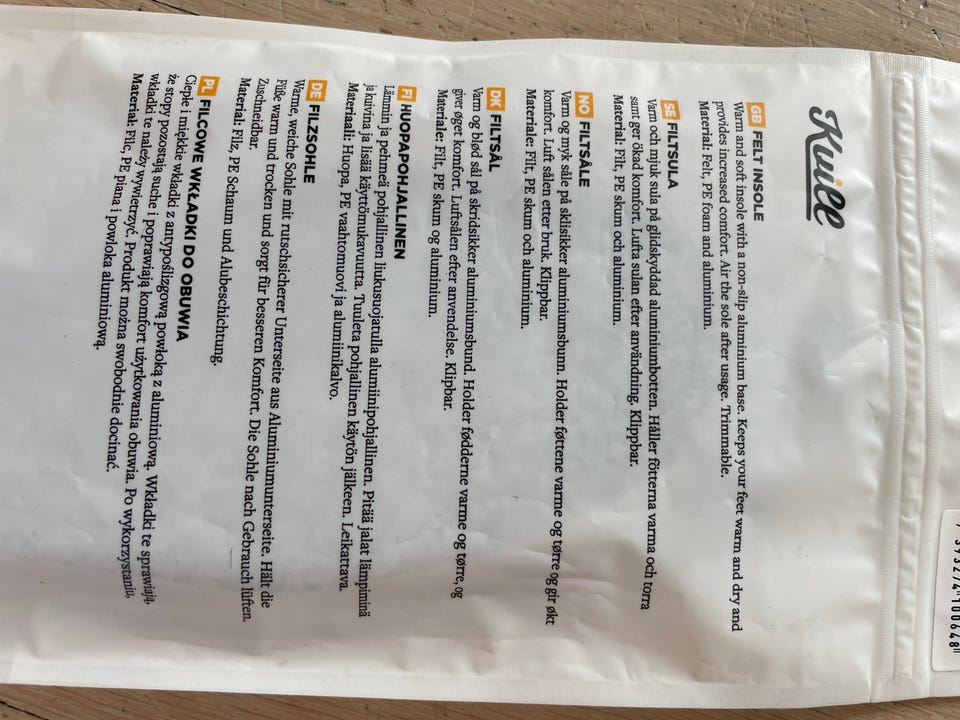 Kwice
GB FELT INSOLE
Warm and soft insole with a non-slip aluminium base. Keeps your feet warm and dry and
provides increased comfort. Air the sole after usage. Trimmable.
Material: Felt, PE foam and aluminium.
SE FILTSULA
Varm och mjuk sula på glidskyddad aluminiumbotten. Håller fötterna varma och torra
samt ger ökad komfort. Lufta sulan efter användning. Klippbar.
Material: Filt, PE skum och aluminium.
NO FILTSÅLE
Varm og myk såle på sklisikker aluminiumsbunn. Holder føttene varme og tørre og gir økt
komfort. Luft sålen etter bruk. Klippbar.
Materiale: Filt, PE skum och aluminium.
DK FILTSÅL
Varm og blød sål på skridsikker aluminiumsbund. Holder fødderne varme og tørre, og
giver øget komfort. Luftsålen efter anvendelse. Klipbar.
Materiale: Filt, PE skum og aluminium.
FI HUOPAPOHJALLINEN
Lämmin ja pehmeä pohjallinen liukusuojatulla alumiinipohjallinen. Pitää jalat lämpiminä
ja kuivina ja lisää käyttömukavuutta. Tuuleta pohjallinen käytön jälkeen. Leikattava.
Materiaali: Huopa, PE vaahtomuovi ja alumiinikalvo.
DE FILZSOHLE
Warme, weiche Sohle mit rutschsicherer Unterseite aus Aluminiumunterseite. Hält die
Füße warm und trocken und sorgt für besseren Komfort. Die Sohle nach Gebrauch lüften.
Zuschneidbar.
Material: Filz, PE Schaum und Alubeschichtung.
PL FILCOWE WKŁADKI DO OBUWIA
Ciepłe i miękkie wkładki z antypoślizgową powłoką z aluminiową. Wkładki te sprawiają,
że stopy pozostają suche i poprawiają komfort użytkowania obuwia. Po wykorzystaniu,
wkładki te należy wywietrzyć. Produkt można swobodnie docinać.
Materiał: Filc, PE piana i powłoka aluminiową.
7 393274 100648